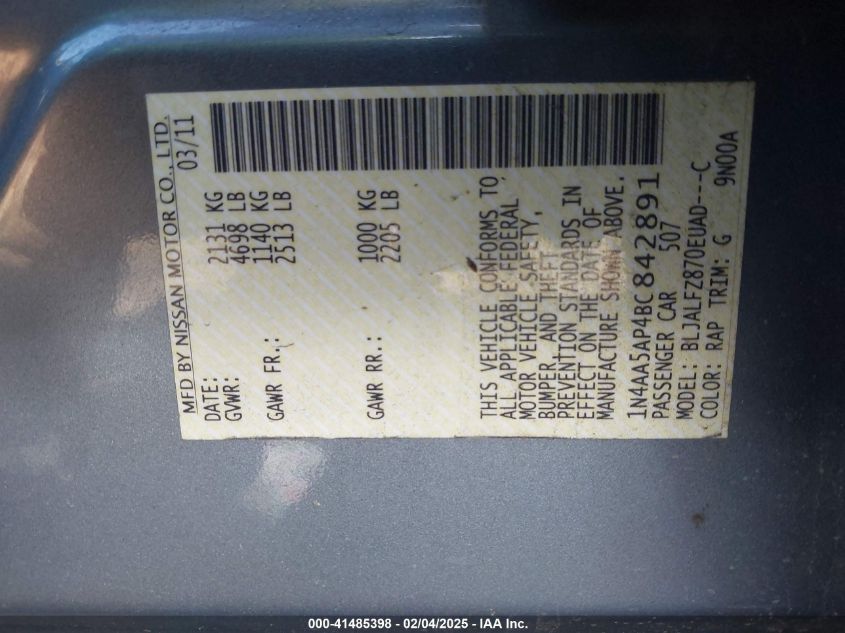 MFD BY NISSAN MOTOR CO., LTD.
DATE: 03/11
GVWR: 2131 KG
4698 LB
GAWR FR.: 1140 KG
2513 LB
GAWR RR.: 1000 KG
2205 LB
THIS VEHICLE CONFORMS TO
ALL APPLICABLE FEDERAL
MOTOR VEHICLE SAFETY,
BUMPER AND THEFT
PREVENTION STANDARDS IN
EFFECT ON THE DATE OF
MANUFACTURE SHOWN ABOVE.
1N4AA5AP4BC842891
PASSENGER CAR 507
MODEL: BLJALFZ870EUAD---C
COLOR: RAP TRIM: G 9N00A
000-41485398 - 02/04/2025 - IAA Inc.